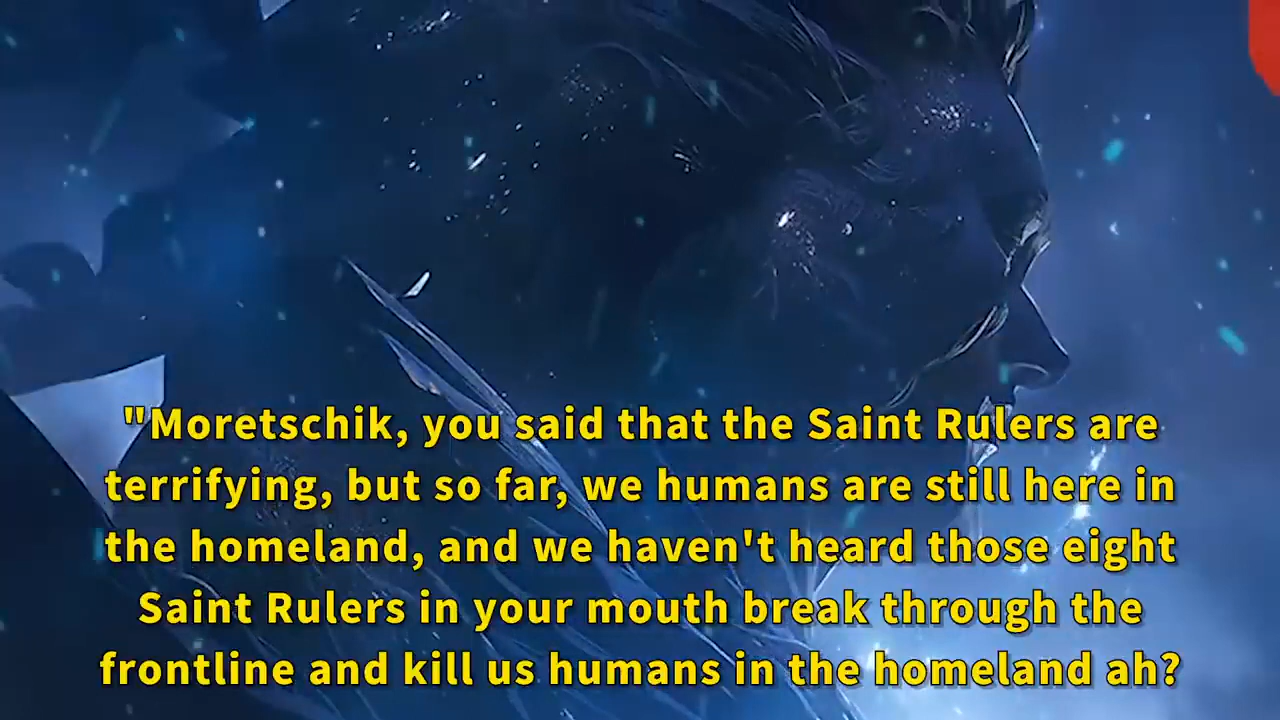 "Moretschik, you said that the Saint Rulers are
terrifying, but so far, we humans are still here in
the homeland, and we haven't heard those eight
Saint Rulers in your mouth break through the
frontline and kill us humans in the homeland ah?